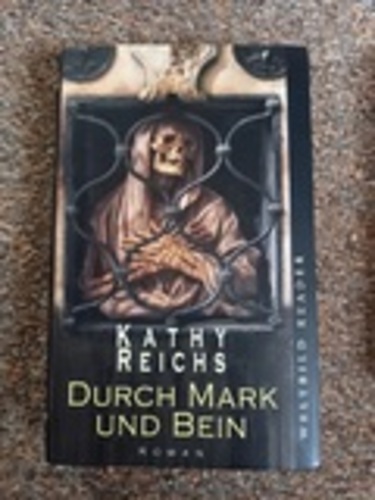 KATHY
REICHS
DURCH MARK
UND BEIN
ROMAN
WELTBILD READER